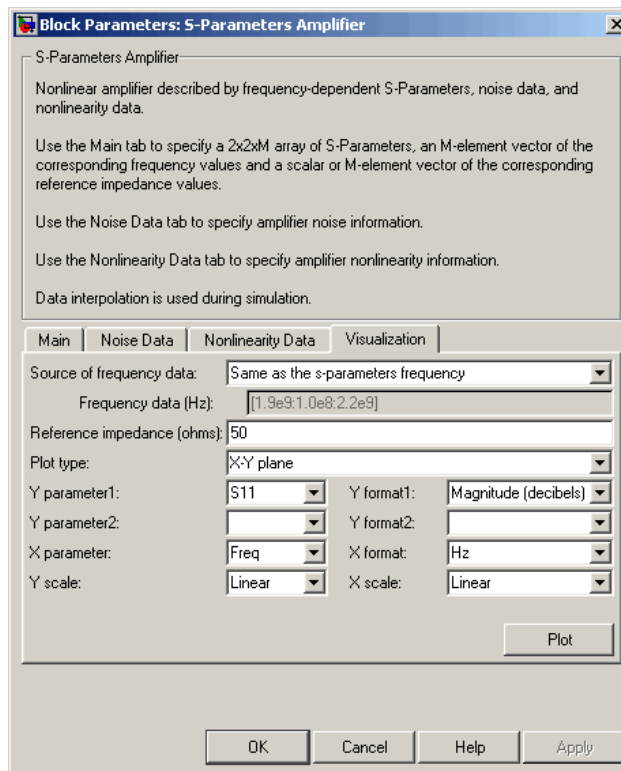 Block Parameters: S-Parameters Amplifier
S-Parameters Amplifier
Nonlinear amplifier described by frequency-dependent S-Parameters, noise data, and
nonlinearity data.
Use the Main tab to specify a 2x2xM array of S-Parameters, an M-element vector of the
corresponding frequency values and a scalar or M-element vector of the corresponding
reference impedance values.
Use the Noise Data tab to specify amplifier noise information.
Use the Nonlinearity Data tab to specify amplifier nonlinearity information.
Data interpolation is used during simulation.
Main Noise Data Nonlinearity Data Visualization
Source of frequency data: Same as the s-parameters frequency
Frequency data (Hz): [1.9e9:1.0e8:2.2e9]
Reference impedance (ohms): 50
Plot type: X-Y plane
Y parameter1: S11 Y format1: Magnitude (decibels)
Y parameter2: Y format2:
X parameter: Freq X format: Hz
Y scale: Linear X scale: Linear
Plot
OK Cancel Help Apply